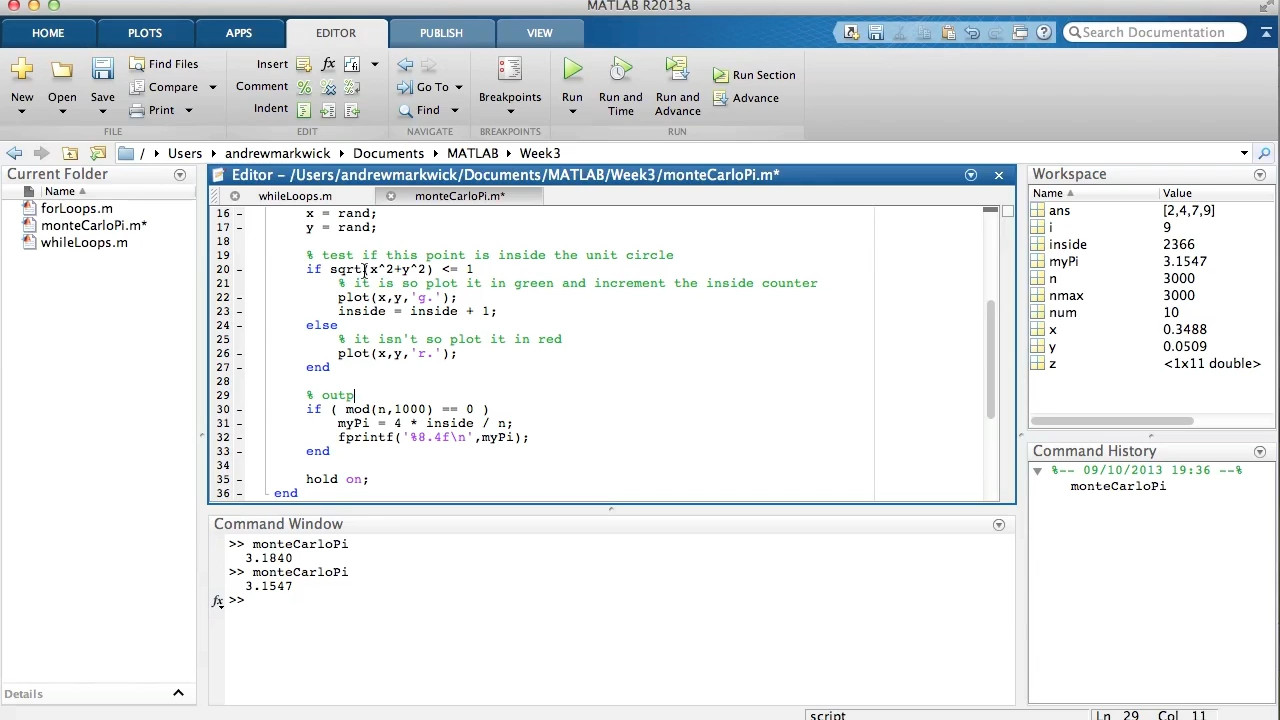 MATLAB R2013a
HOME PLOTS APPS EDITOR PUBLISH VIEW Search Documentation
New Open Save Find Files Compare Print Insert Comment Indent Go To Find Breakpoints Run Run and Time Run and Advance Run Section Advance
FILE EDIT NAVIGATE BREAKPOINTS RUN
/ Users andrewmarkwick Documents MATLAB Week3
Current Folder
Name
forLoops.m
monteCarloPi.m*
whileLoops.m
Details
Editor – /Users/andrewmarkwick/Documents/MATLAB/Week3/monteCarloPi.m*
whileLoops.m monteCarloPi.m*
16 - x = rand;
17 - y = rand;
18
19 % test if this point is inside the unit circle
20 - if sqrt(x^2+y^2) <= 1
21 % it is so plot it in green and increment the inside counter
22 - plot(x,y,'g.');
23 - inside = inside + 1;
24 - else
25 % it isn't so plot it in red
26 - plot(x,y,'r.');
27 - end
28
29 % outp
30 - if ( mod(n,1000) == 0 )
31 - myPi = 4 * inside / n;
32 - fprintf('%8.4f\n',myPi);
33 - end
34
35 - hold on;
36 - end
Command Window
>> monteCarloPi
3.1840
>> monteCarloPi
3.1547
fx >>
Workspace
Name Value
ans [2,4,7,9]
i 9
inside 2366
myPi 3.1547
n 3000
nmax 3000
num 10
x 0.3488
y 0.0509
z <1x11 double>
Command History
%-- 09/10/2013 19:36 --%
monteCarloPi
script Ln 29 Col 11